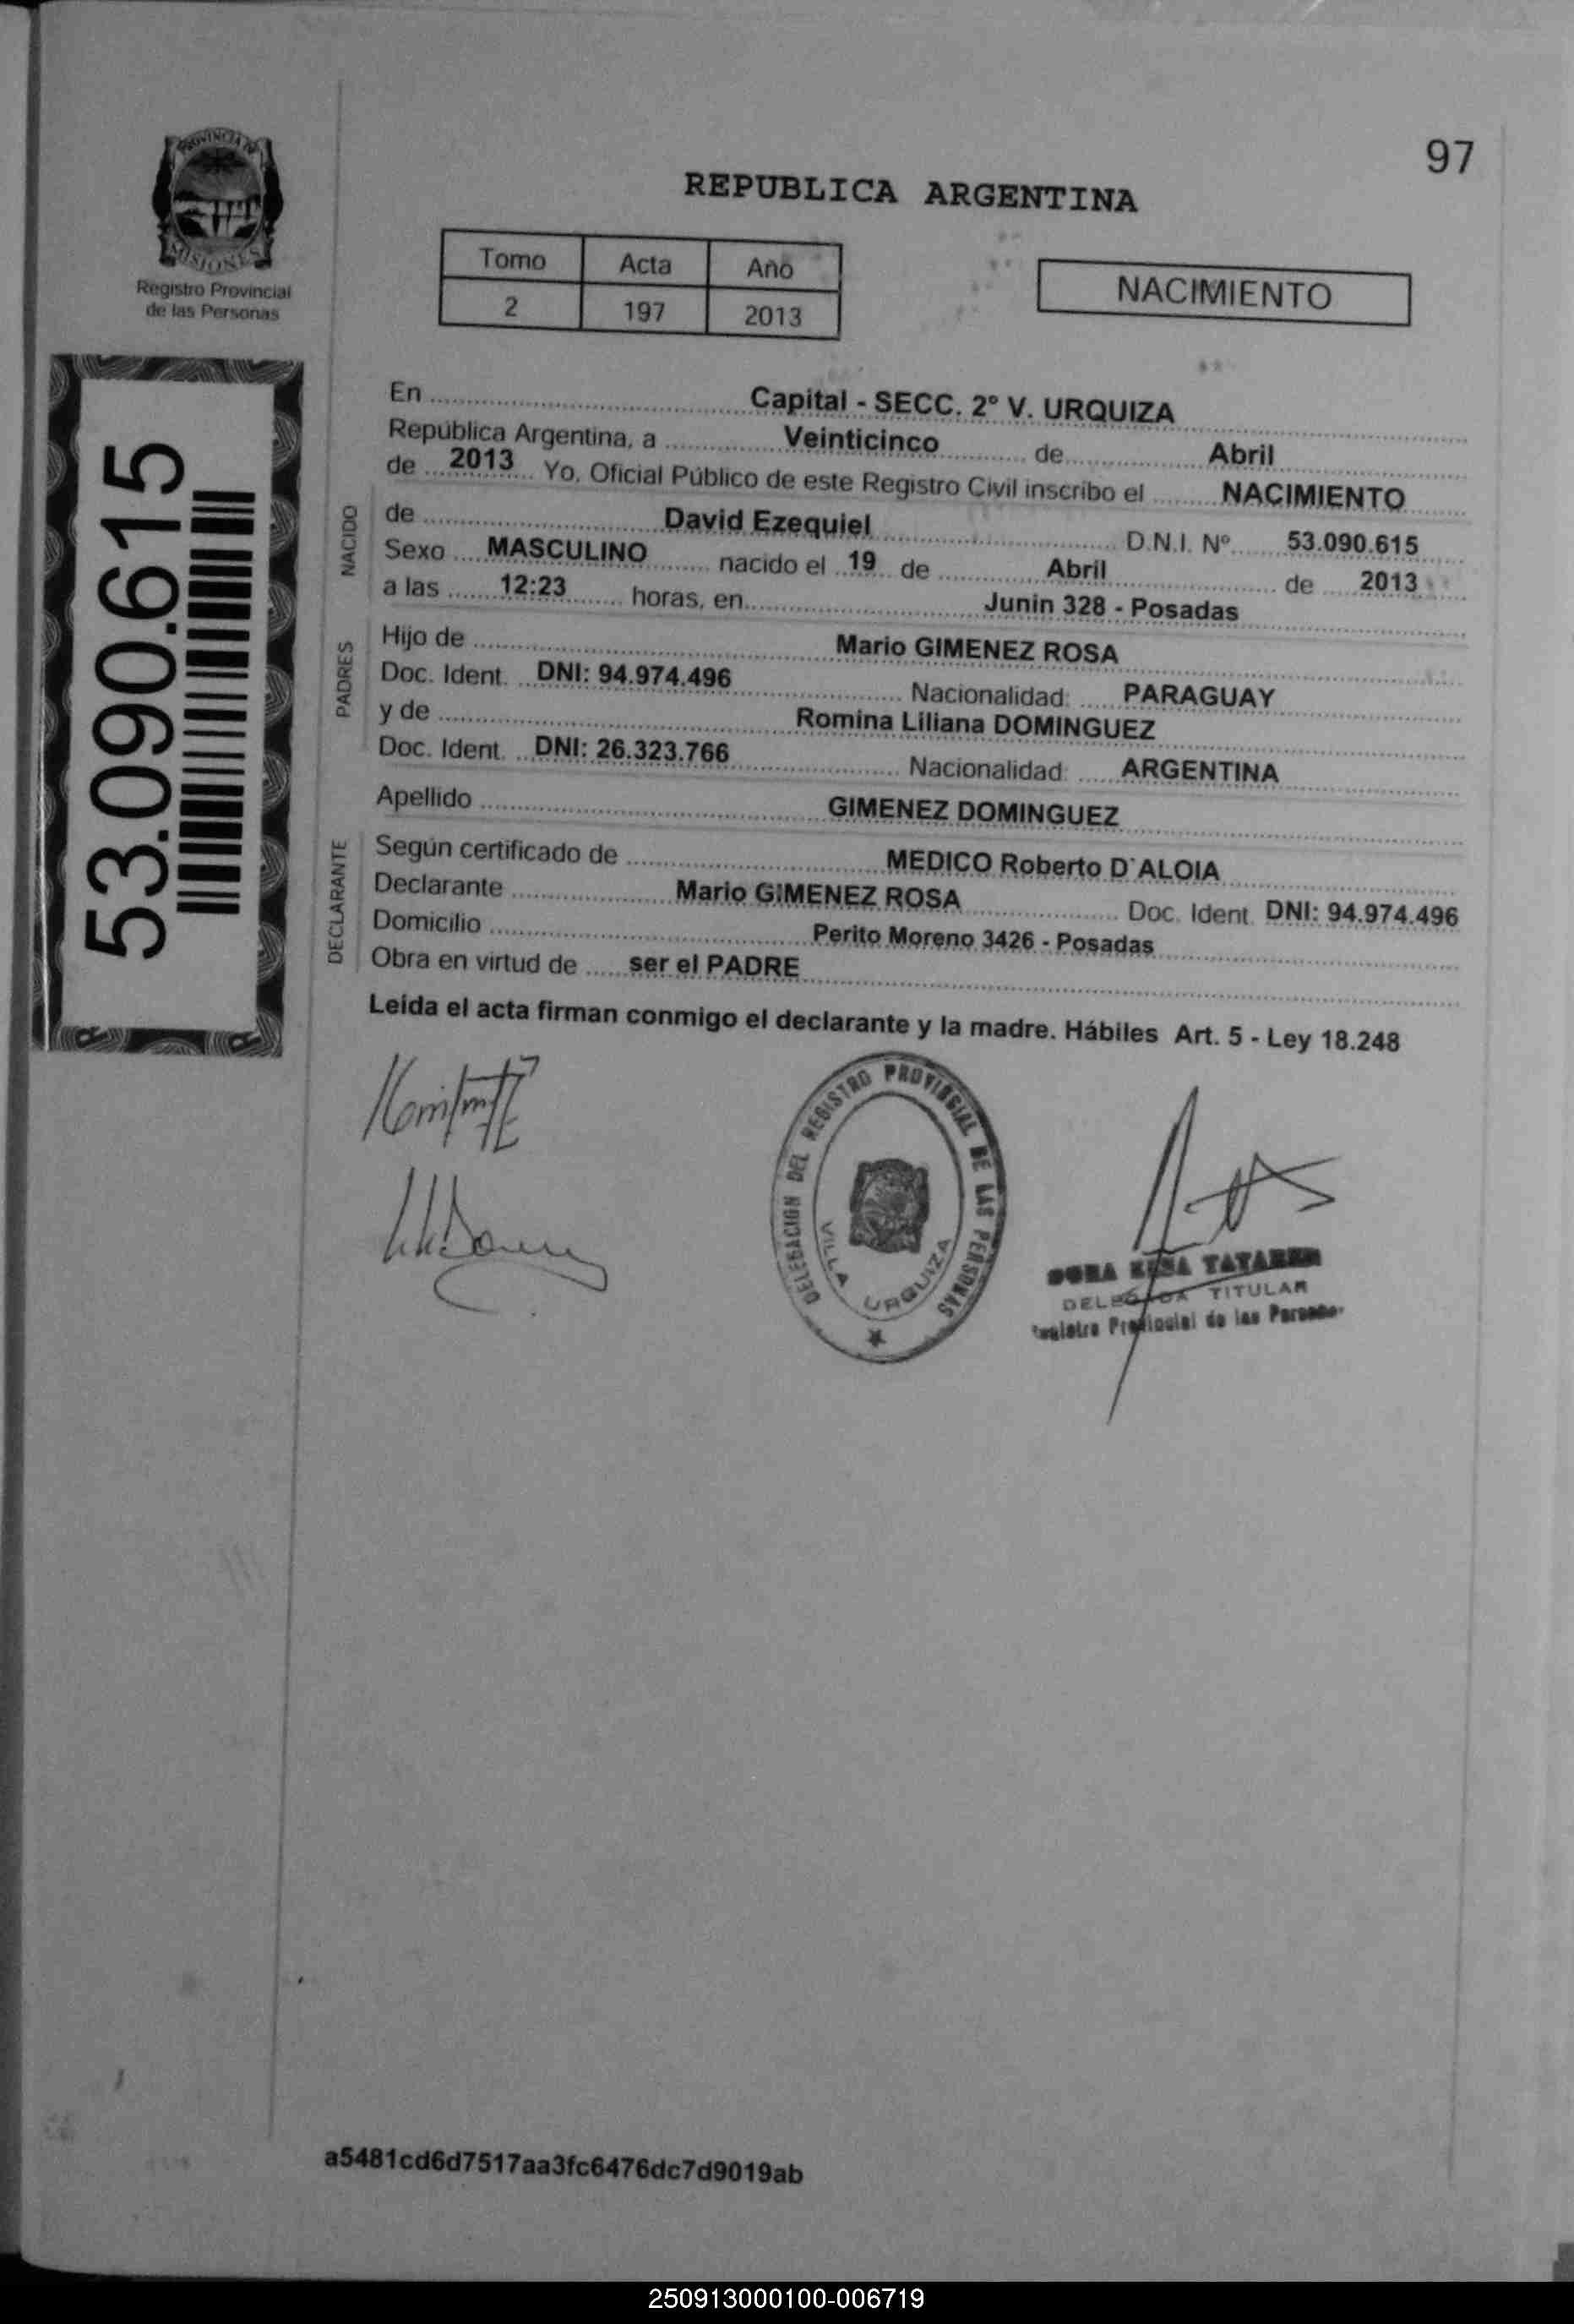 97
PROVINCIA DE
MISIONES
Registro Provincial
de las Personas
REPUBLICA ARGENTINA
Tomo Acta Año
2 197 2013
NACIMIENTO
53.090.615
En Capital - SECC. 2° V. URQUIZA
República Argentina, a Veinticinco de Abril
de 2013 Yo, Oficial Público de este Registro Civil inscribo el NACIMIENTO
NACIDO
de David Ezequiel D.N.I. Nº 53.090.615
Sexo MASCULINO nacido el 19 de Abril de 2013
a las 12:23 horas, en Junin 328 - Posadas
PADRES
Hijo de Mario GIMENEZ ROSA
Doc. Ident. DNI: 94.974.496 Nacionalidad: PARAGUAY
y de Romina Liliana DOMINGUEZ
Doc. Ident. DNI: 26.323.766 Nacionalidad: ARGENTINA
Apellido GIMENEZ DOMINGUEZ
DECLARANTE
Según certificado de MEDICO Roberto D`ALOIA
Declarante Mario GIMENEZ ROSA Doc. Ident. DNI: 94.974.496
Domicilio Perito Moreno 3426 - Posadas
Obra en virtud de ser el PADRE
Leída el acta firman conmigo el declarante y la madre. Hábiles Art. 5 - Ley 18.248
DELEGACION DEL REGISTRO PROVINCIAL DE LAS PERSONAS
VILLA URQUIZA
DELEGADA TITULAR
Registro Provincial de las Personas
a5481cd6d7517aa3fc6476dc7d9019ab
250913000100-006719